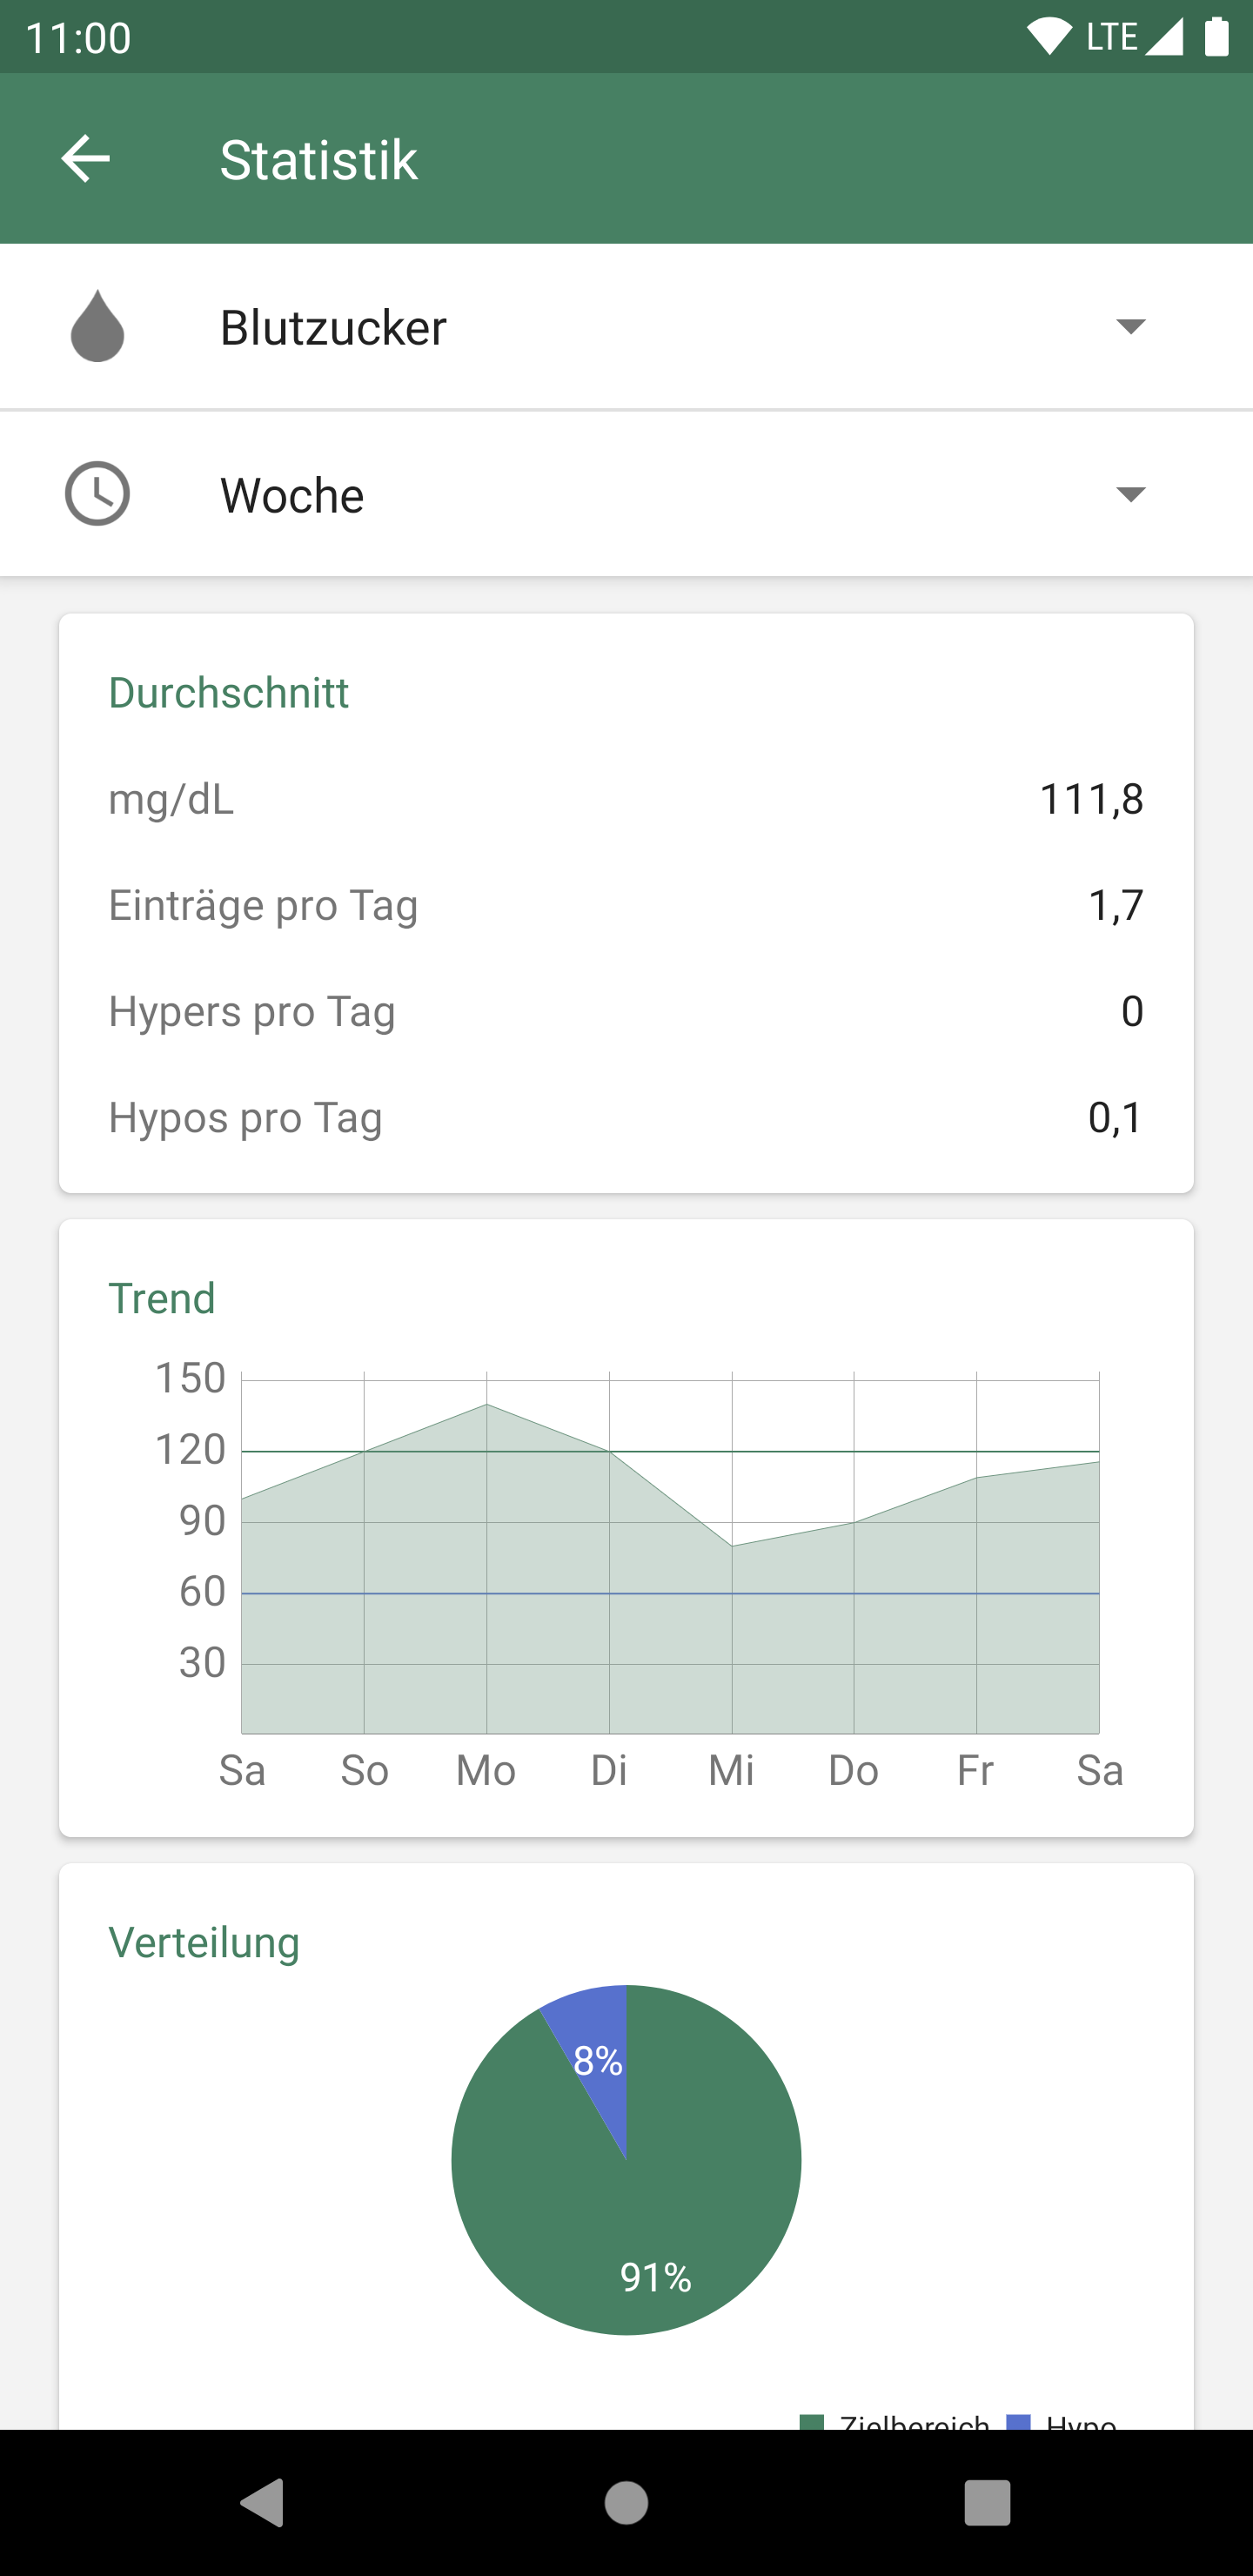 11:00 LTE
Statistik
Blutzucker
Woche
Durchschnitt
mg/dL 111,8
Einträge pro Tag 1,7
Hypers pro Tag 0
Hypos pro Tag 0,1
Trend
150
120
90
60
30
Sa So Mo Di Mi Do Fr Sa
Verteilung
8%
91%
Zielbereich Hypo